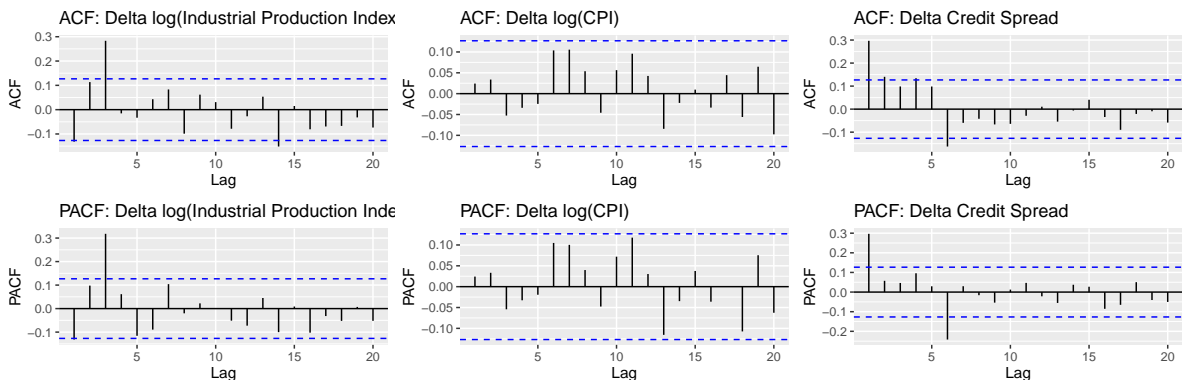 ACF: Delta log(Industrial Production Index
0.3
0.2
0.1
0.0
−0.1
ACF
5 10 15 20
Lag
ACF: Delta log(CPI)
0.10
0.05
0.00
−0.05
−0.10
ACF
5 10 15 20
Lag
ACF: Delta Credit Spread
0.3
0.2
0.1
0.0
−0.1
ACF
5 10 15 20
Lag
PACF: Delta log(Industrial Production Inde
0.3
0.2
0.1
0.0
−0.1
PACF
5 10 15 20
Lag
PACF: Delta log(CPI)
0.10
0.05
0.00
−0.05
−0.10
PACF
5 10 15 20
Lag
PACF: Delta Credit Spread
0.3
0.2
0.1
0.0
−0.1
−0.2
PACF
5 10 15 20
Lag